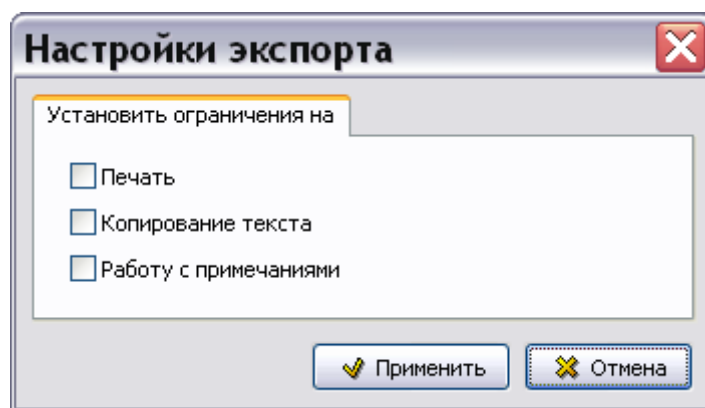 Настройки экспорта
Установить ограничения на
Печать
Копирование текста
Работу с примечаниями
Применить
Отмена